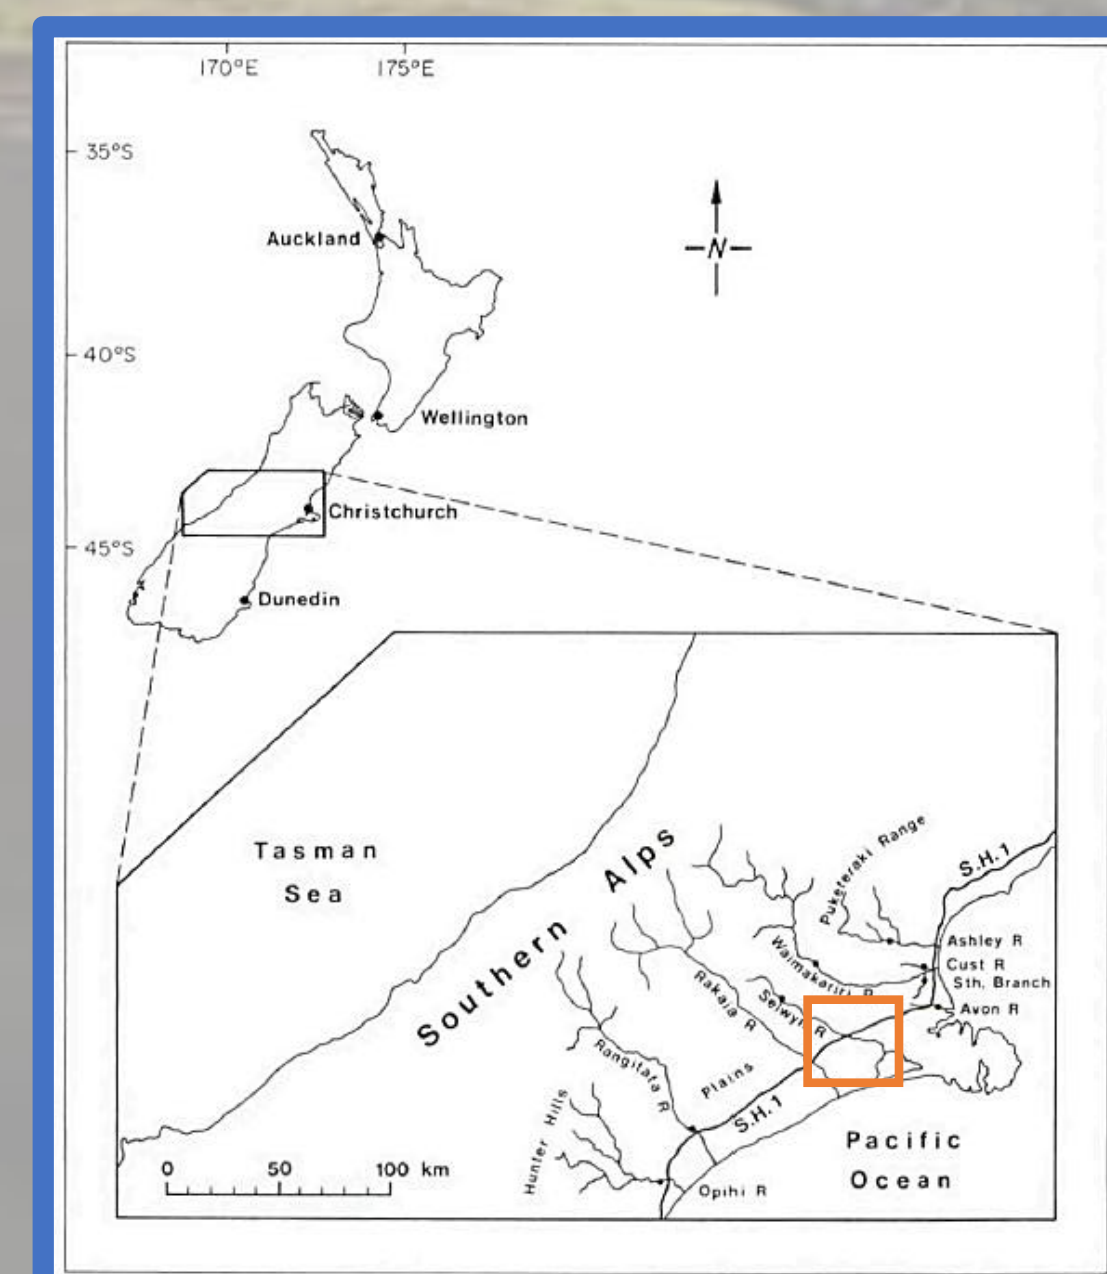 170°E
175°E
35°S
Auckland
N
40°S
Wellington
Christchurch
45°S
Dunedin
Tasman
Sea
Southern Alps
Puketeraki Range
S.H.1
Ashley R
Cust R
Sth. Branch
Avon R
Waimakariri R
Rakaia R
Selwyn R
Rangitata R
Plains
S.H.1
Hunter Hills
Opihi R
Pacific
Ocean
0 50 100 km